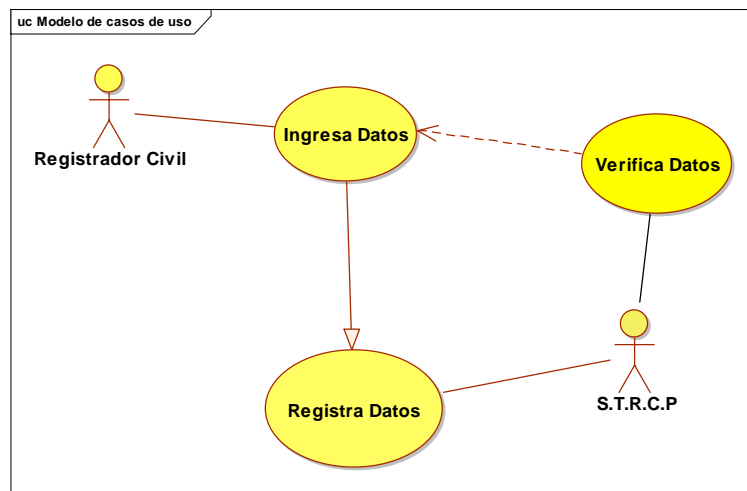 uc Modelo de casos de uso
Registrador Civil
Ingresa Datos
Verifica Datos
Registra Datos
S.T.R.C.P